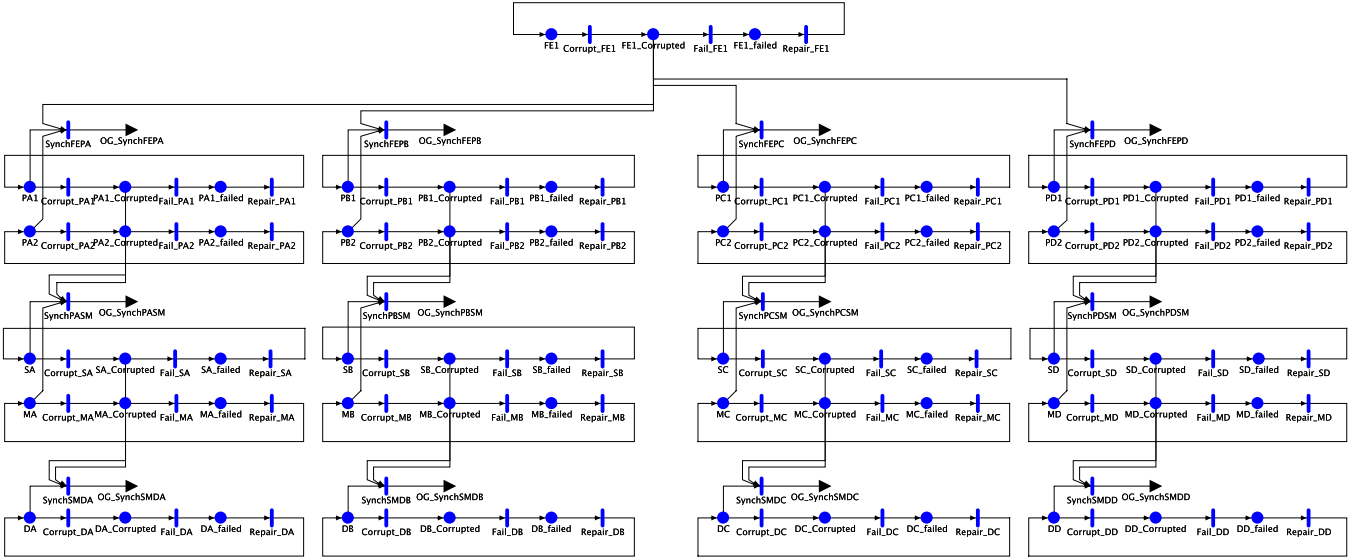 FE1 Corrupt_FE1 FE1_Corrupted Fail_FE1 FE1_failed Repair_FE1
SynchFEPA OG_SynchFEPA SynchFEPB OG_SynchFEPB SynchFEPC OG_SynchFEPC SynchFEPD OG_SynchFEPD
PA1 Corrupt_PA1 PA1_Corrupted Fail_PA1 PA1_failed Repair_PA1 PB1 Corrupt_PB1 PB1_Corrupted Fail_PB1 PB1_failed Repair_PB1 PC1 Corrupt_PC1 PC1_Corrupted Fail_PC1 PC1_failed Repair_PC1 PD1 Corrupt_PD1 PD1_Corrupted Fail_PD1 PD1_failed Repair_PD1
PA2 Corrupt_PA2 PA2_Corrupted Fail_PA2 PA2_failed Repair_PA2 PB2 Corrupt_PB2 PB2_Corrupted Fail_PB2 PB2_failed Repair_PB2 PC2 Corrupt_PC2 PC2_Corrupted Fail_PC2 PC2_failed Repair_PC2 PD2 Corrupt_PD2 PD2_Corrupted Fail_PD2 PD2_failed Repair_PD2
SynchPASM OG_SynchPASM SynchPBSM OG_SynchPBSM SynchPCSM OG_SynchPCSM SynchPDSM OG_SynchPDSM
SA Corrupt_SA SA_Corrupted Fail_SA SA_failed Repair_SA SB Corrupt_SB SB_Corrupted Fail_SB SB_failed Repair_SB SC Corrupt_SC SC_Corrupted Fail_SC SC_failed Repair_SC SD Corrupt_SD SD_Corrupted Fail_SD SD_failed Repair_SD
MA Corrupt_MA MA_Corrupted Fail_MA MA_failed Repair_MA MB Corrupt_MB MB_Corrupted Fail_MB MB_failed Repair_MB MC Corrupt_MC MC_Corrupted Fail_MC MC_failed Repair_MC MD Corrupt_MD MD_Corrupted Fail_MD MD_failed Repair_MD
SynchSMDA OG_SynchSMDA SynchSMDB OG_SynchSMDB SynchSMDC OG_SynchSMDC SynchSMDD OG_SynchSMDD
DA Corrupt_DA DA_Corrupted Fail_DA DA_failed Repair_DA DB Corrupt_DB DB_Corrupted Fail_DB DB_failed Repair_DB DC Corrupt_DC DC_Corrupted Fail_DC DC_failed Repair_DC DD Corrupt_DD DD_Corrupted Fail_DD DD_failed Repair_DD